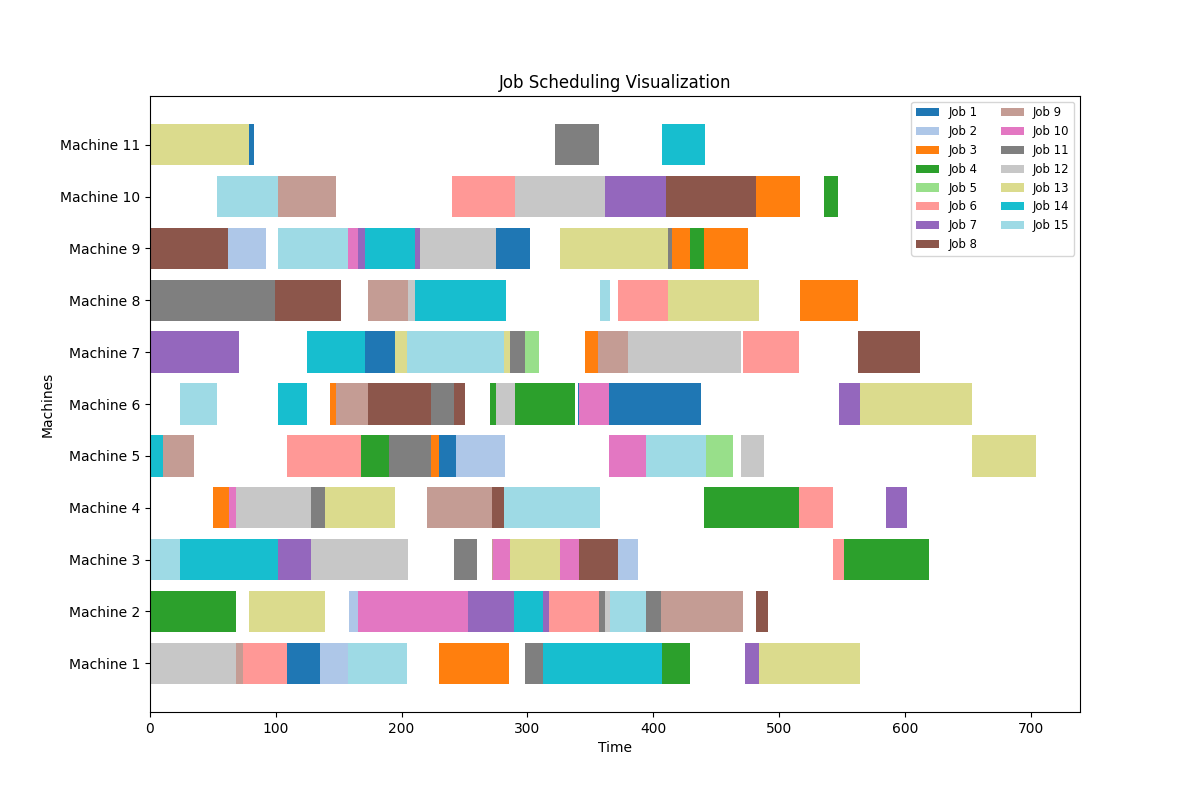 Job Scheduling Visualization
Machine 11
Machine 10
Machine 9
Machine 8
Machine 7
Machine 6
Machine 5
Machine 4
Machine 3
Machine 2
Machine 1
Machines
0 100 200 300 400 500 600 700
Time
Job 1 Job 9
Job 2 Job 10
Job 3 Job 11
Job 4 Job 12
Job 5 Job 13
Job 6 Job 14
Job 7 Job 15
Job 8